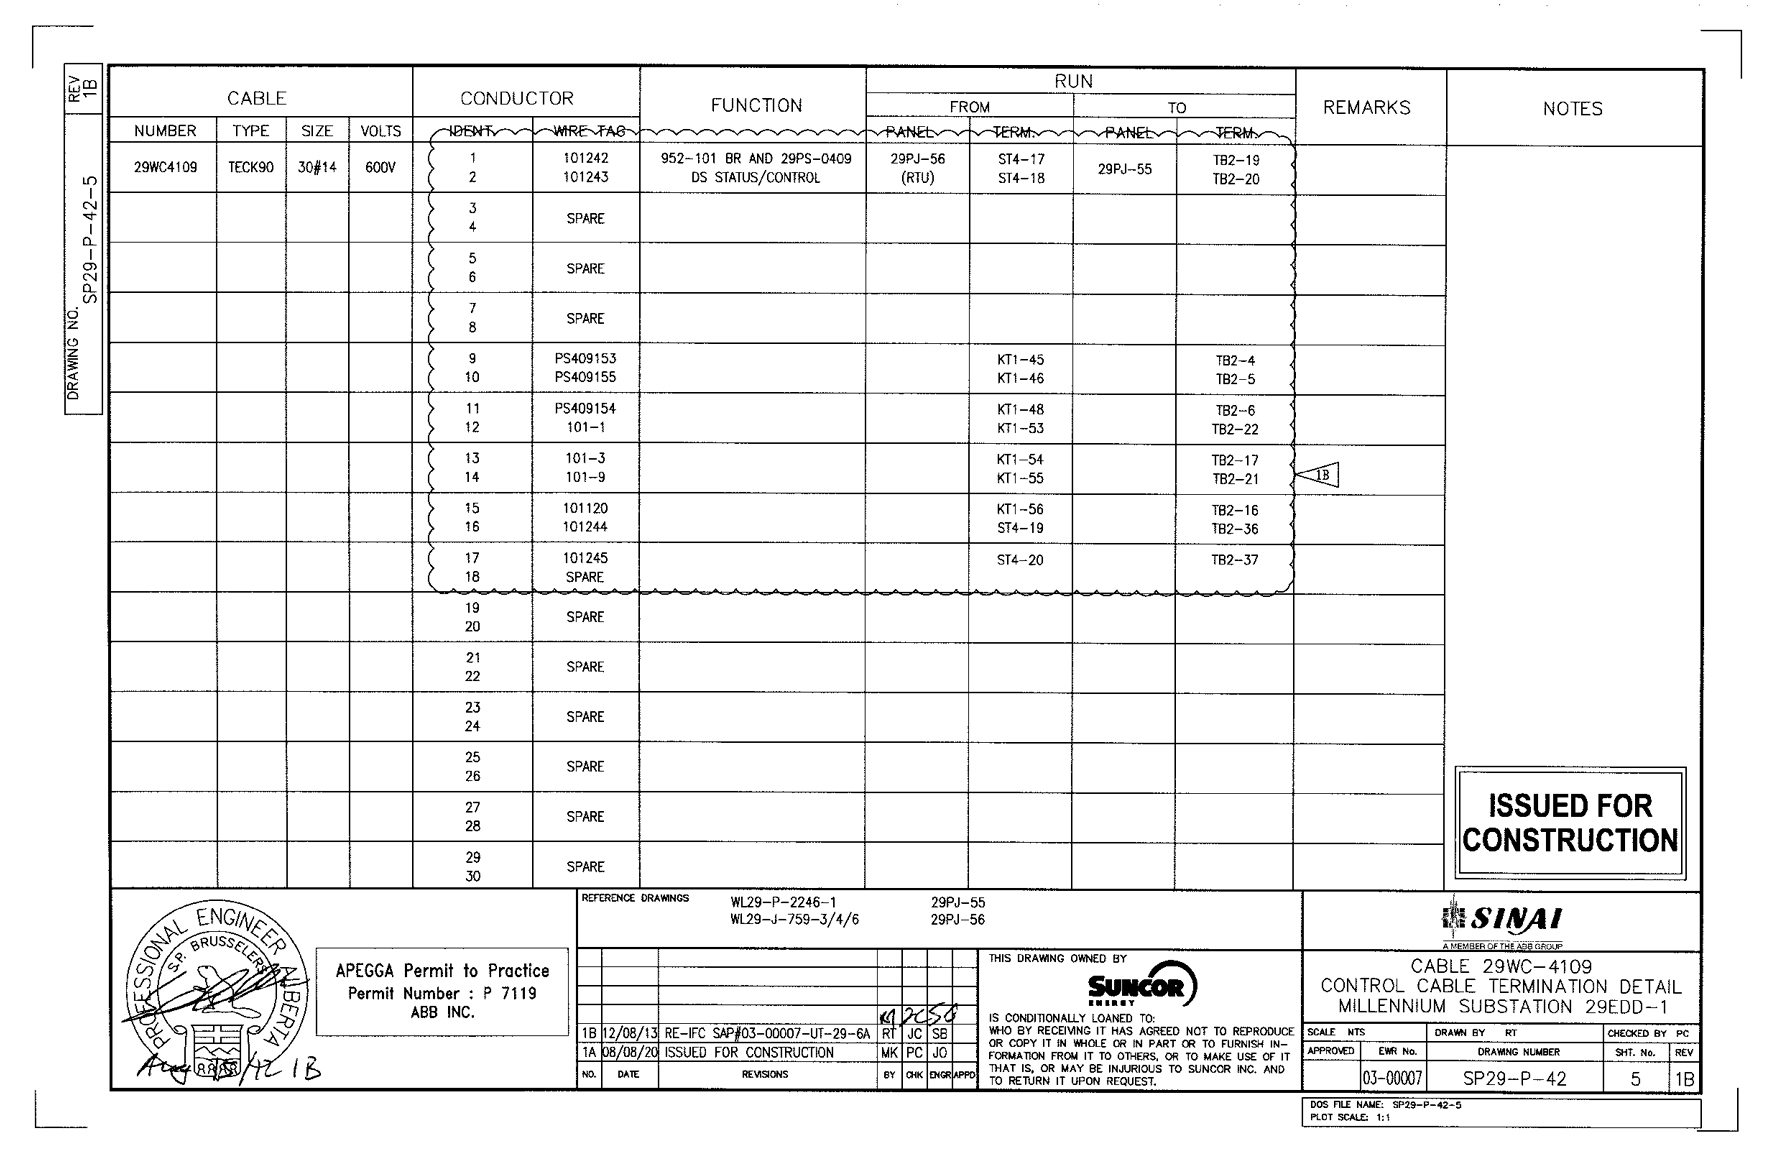 REV
1B
DRAWING NO. SP29-P-42-5
CABLE CONDUCTOR FUNCTION RUN REMARKS NOTES
FROM TO
NUMBER TYPE SIZE VOLTS IDENT. WIRE TAG PANEL TERM. PANEL TERM.
29WC4109 TECK90 30#14 600V
1 101242 952-101 BR AND 29PS-0409 29PJ-56 ST4-17 29PJ-55 TB2-19
2 101243 DS STATUS/CONTROL (RTU) ST4-18 TB2-20
3
4
SPARE
5
6
SPARE
7
8
SPARE
9 PS409153 KT1-45 TB2-4
10 PS409155 KT1-46 TB2-5
11 PS409154 KT1-48 TB2-6
12 101-1 KT1-53 TB2-22
13 101-3 KT1-54 TB2-17
14 101-9 KT1-55 TB2-21
1B
15 101120 KT1-56 TB2-16
16 101244 ST4-19 TB2-36
17 101245 ST4-20 TB2-37
18 SPARE
19
20
SPARE
21
22
SPARE
23
24
SPARE
25
26
SPARE
27
28
SPARE
29
30
SPARE
ISSUED FOR
CONSTRUCTION
PROFESSIONAL ENGINEER
ALBERTA
S.P. BRUSSELERS
1B
APEGGA Permit to Practice
Permit Number : P 7119
ABB INC.
REFERENCE DRAWINGS WL29-P-2246-1 29PJ-55
WL29-J-759-3/4/6 29PJ-56
1B 12/08/13 RE-IFC SAP#03-00007-UT-29-6A RT JC SB
1A 08/08/20 ISSUED FOR CONSTRUCTION MK PC JO
NO. DATE REVISIONS BY CHK ENGR APPD
THIS DRAWING OWNED BY
SUNCOR
ENERGY
IS CONDITIONALLY LOANED TO:
WHO BY RECEIVING IT HAS AGREED NOT TO REPRODUCE
OR COPY IT IN WHOLE OR IN PART OR TO FURNISH IN-
FORMATION FROM IT TO OTHERS, OR TO MAKE USE OF IT
THAT IS, OR MAY BE INJURIOUS TO SUNCOR INC. AND
TO RETURN IT UPON REQUEST.
SINAI
A MEMBER OF THE ABB GROUP
CABLE 29WC-4109
CONTROL CABLE TERMINATION DETAIL
MILLENNIUM SUBSTATION 29EDD-1
SCALE NTS DRAWN BY RT CHECKED BY PC
APPROVED EWR No. DRAWING NUMBER SHT. No. REV
03-00007 SP29-P-42 5 1B
DOS FILE NAME: SP29-P-42-5
PLOT SCALE: 1:1